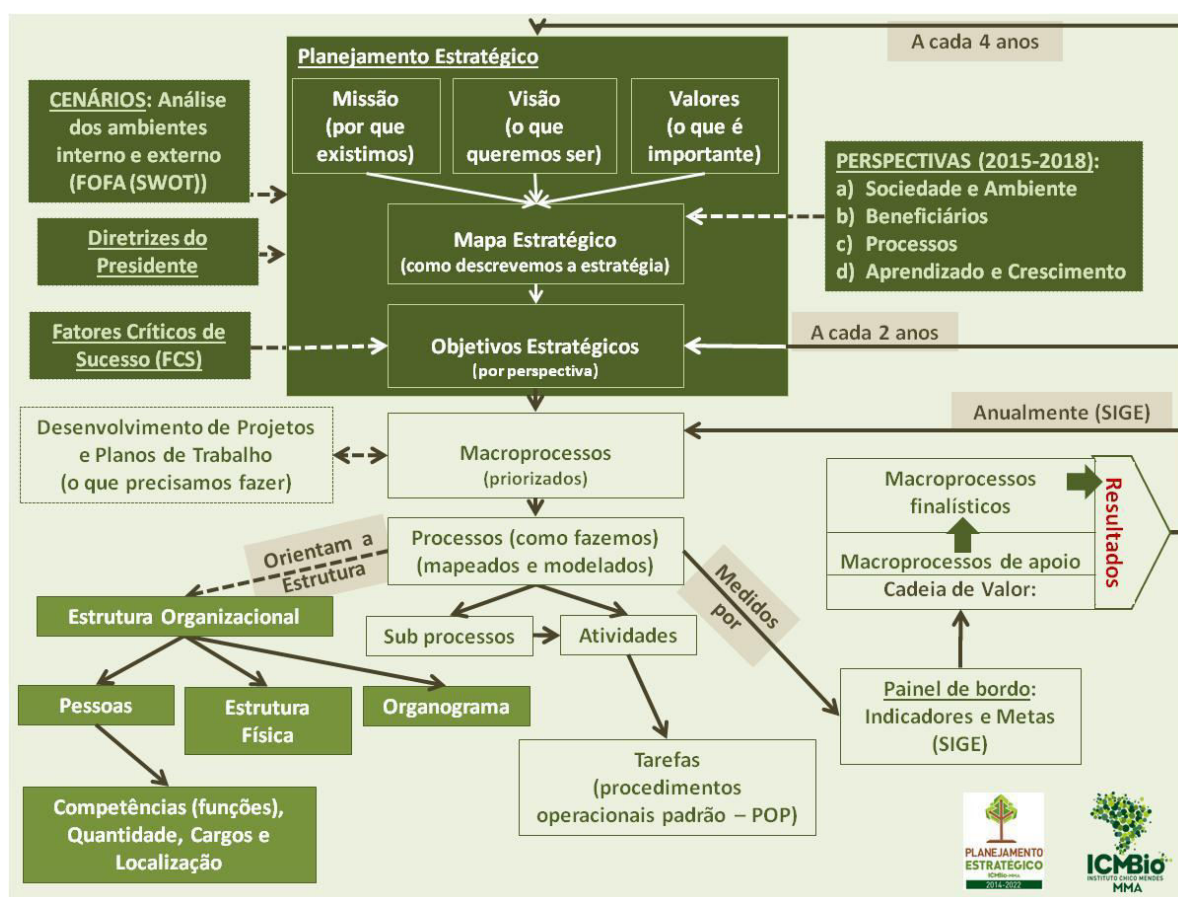 A cada 4 anos
Planejamento Estratégico
Missão
(por que
existimos)
Visão
(o que
queremos ser)
Valores
(o que é
importante)
CENÁRIOS: Análise
dos ambientes
interno e externo
(FOFA (SWOT))
PERSPECTIVAS (2015-2018):
a) Sociedade e Ambiente
b) Beneficiários
c) Processos
d) Aprendizado e Crescimento
Diretrizes do
Presidente
Mapa Estratégico
(como descrevemos a estratégia)
Fatores Críticos de
Sucesso (FCS)
Objetivos Estratégicos
(por perspectiva)
A cada 2 anos
Anualmente (SIGE)
Desenvolvimento de Projetos
e Planos de Trabalho
(o que precisamos fazer)
Macroprocessos
(priorizados)
Macroprocessos
finalísticos
Macroprocessos de apoio
Cadeia de Valor:
Resultados
Processos (como fazemos)
(mapeados e modelados)
Orientam a
Estrutura
Medidos
por
Estrutura Organizacional
Sub processos
Atividades
Pessoas
Estrutura
Física
Organograma
Painel de bordo:
Indicadores e Metas
(SIGE)
Tarefas
(procedimentos
operacionais padrão – POP)
Competências (funções),
Quantidade, Cargos e
Localização
PLANEJAMENTO
ESTRATÉGICO
ICMBio-MMA
2014-2022
ICMBio
INSTITUTO CHICO MENDES
MMA